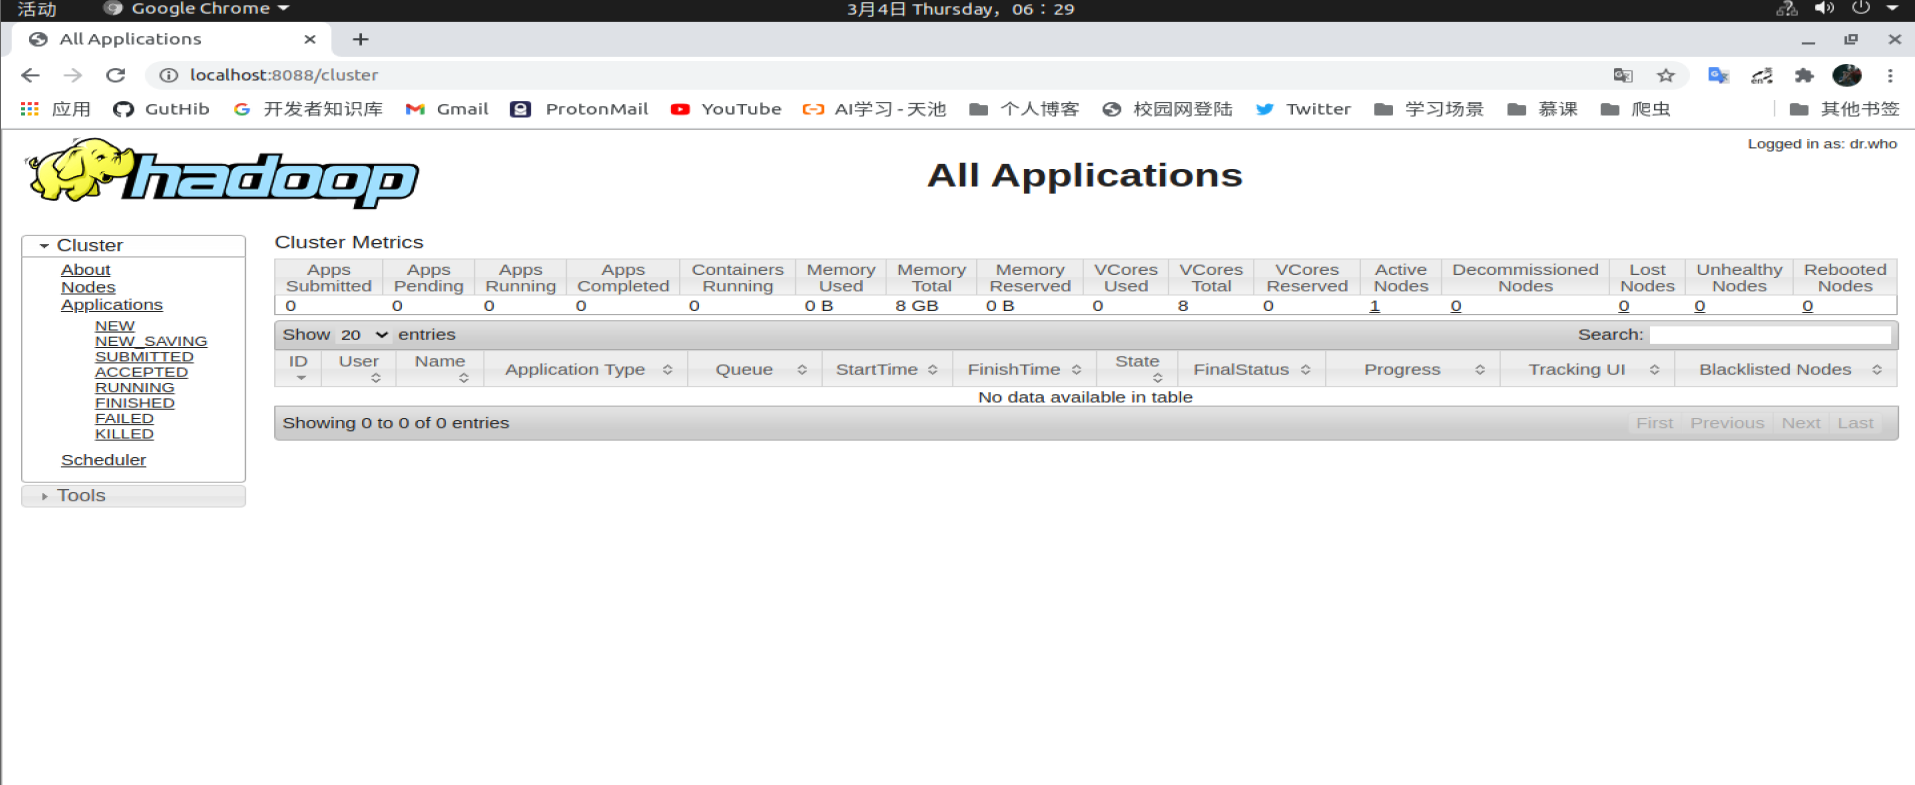 活动 Google Chrome 3月4日 Thursday, 06：29
All Applications
localhost:8088/cluster
应用 GutHib 开发者知识库 Gmail ProtonMail YouTube AI学习 - 天池 个人博客 校园网登陆 Twitter 学习场景 慕课 爬虫 其他书签
Logged in as: dr.who
hadoop
All Applications
Cluster
About
Nodes
Applications
NEW
NEW_SAVING
SUBMITTED
ACCEPTED
RUNNING
FINISHED
FAILED
KILLED
Scheduler
Tools
Cluster Metrics
Apps Submitted Apps Pending Apps Running Apps Completed Containers Running Memory Used Memory Total Memory Reserved VCores Used VCores Total VCores Reserved Active Nodes Decommissioned Nodes Lost Nodes Unhealthy Nodes Rebooted Nodes
0 0 0 0 0 0 B 8 GB 0 B 0 8 0 1 0 0 0 0
Show 20 entries Search:
ID User Name Application Type Queue StartTime FinishTime State FinalStatus Progress Tracking UI Blacklisted Nodes
No data available in table
Showing 0 to 0 of 0 entries First Previous Next Last